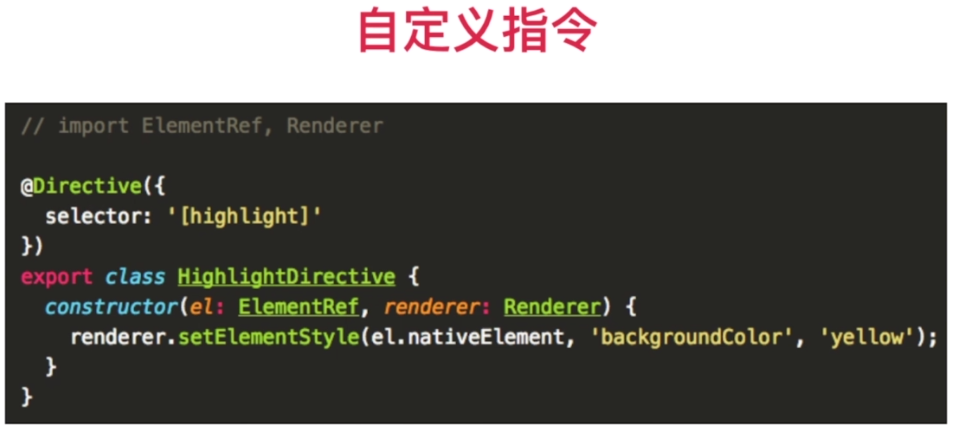 自定义指令
// import ElementRef, Renderer
@Directive({
  selector: '[highlight]'
})
export class HighlightDirective {
  constructor(el: ElementRef, renderer: Renderer) {
    renderer.setElementStyle(el.nativeElement, 'backgroundColor', 'yellow');
  }
}